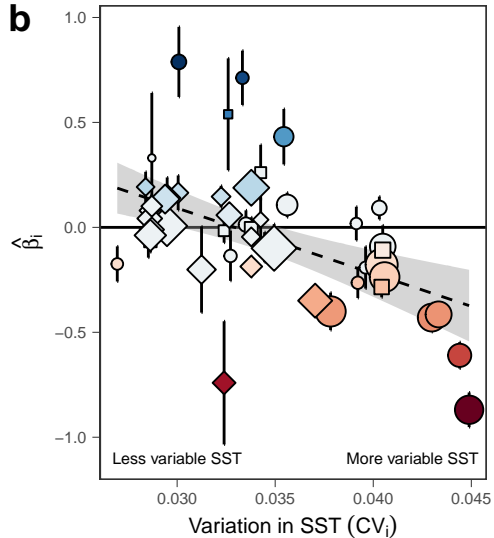 b
1.0
0.5
0.0
−0.5
−1.0
β̂i
Less variable SST
More variable SST
0.030
0.035
0.040
0.045
Variation in SST (CVi)